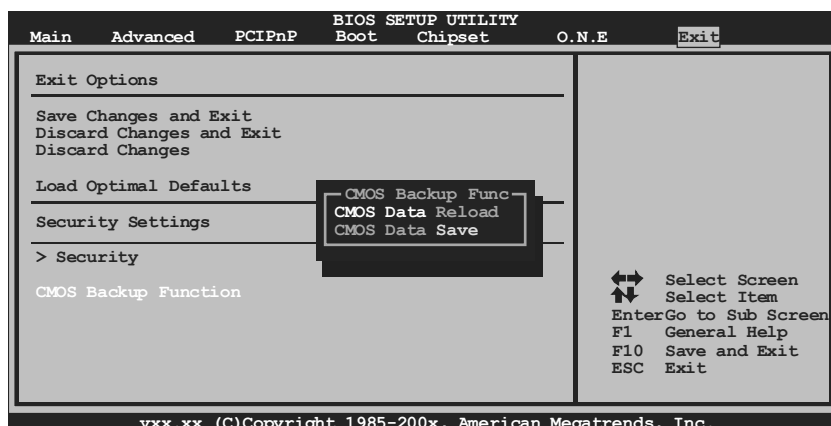 BIOS SETUP UTILITY
Main Advanced PCIPnP Boot Chipset O.N.E Exit
Exit Options
Save Changes and Exit
Discard Changes and Exit
Discard Changes
Load Optimal Defaults
Security Settings
> Security
CMOS Backup Function
CMOS Backup Func
CMOS Data Reload
CMOS Data Save
Select Screen
Select Item
EnterGo to Sub Screen
F1 General Help
F10 Save and Exit
ESC Exit
vxx.xx (C)Copyright 1985-200x, American Megatrends, Inc.